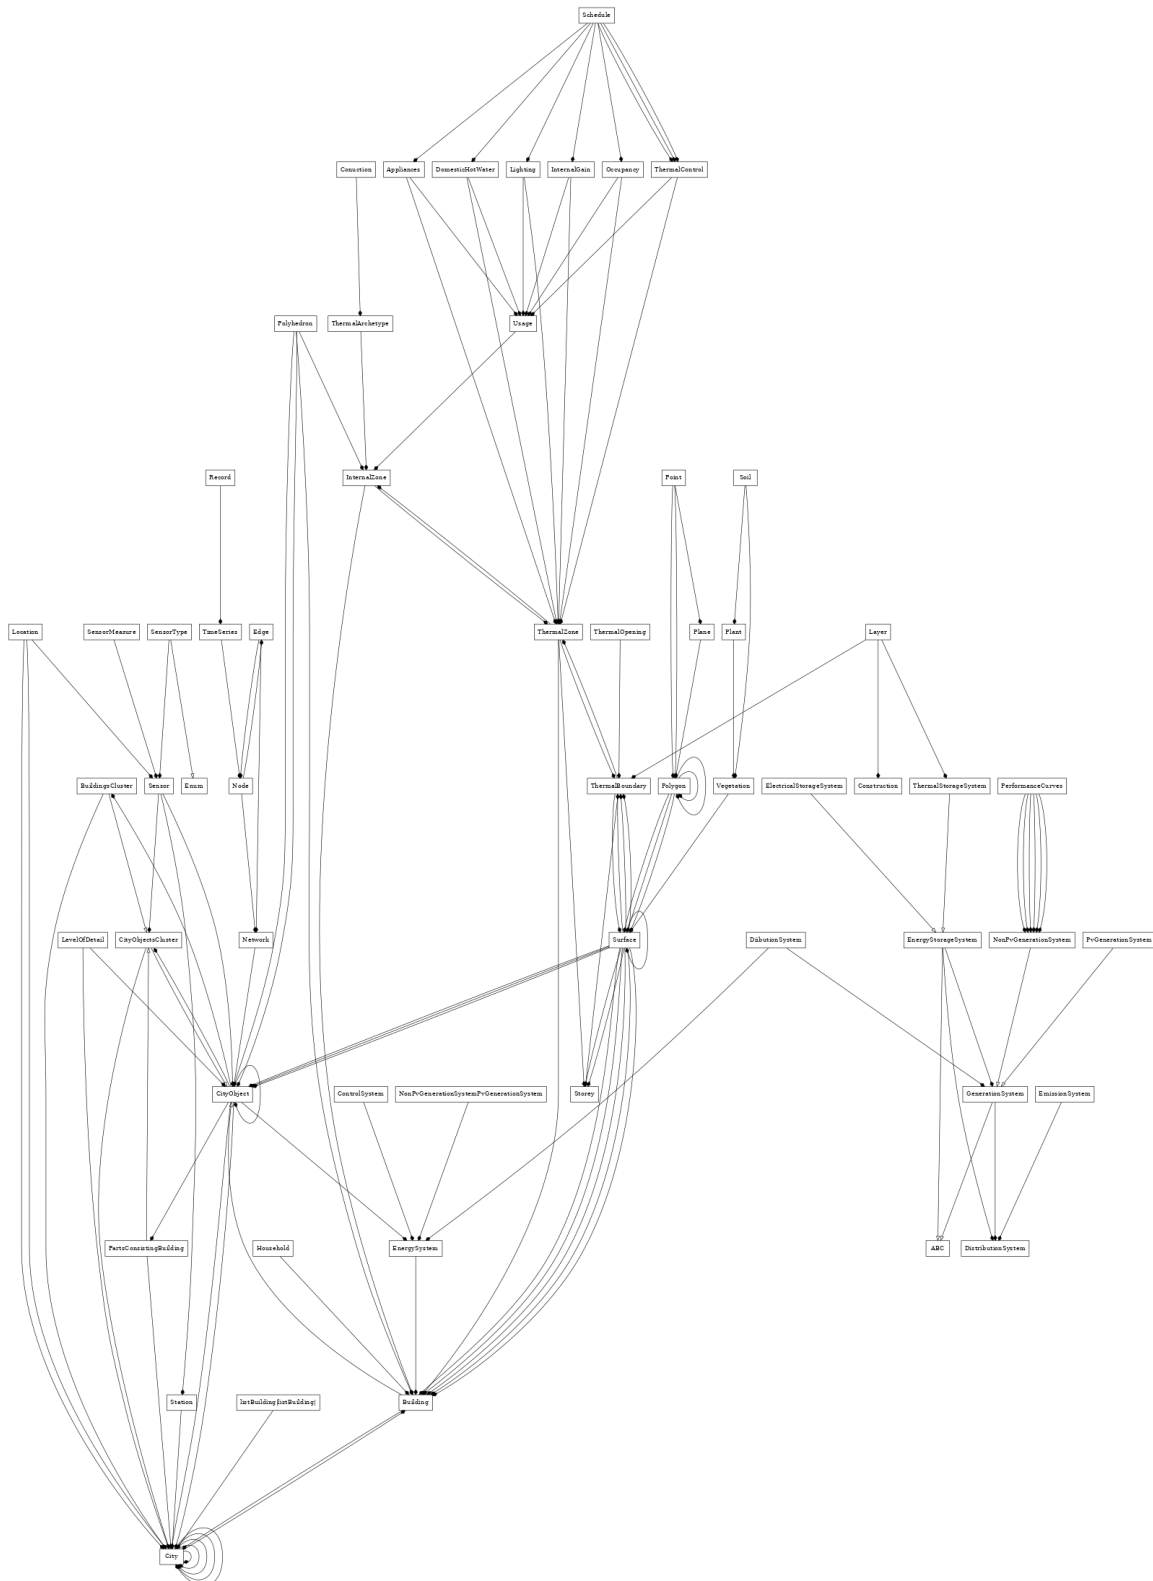 Schedule
Conuction
Appliances
DomesticHotWater
Lighting
InternalGain
Occupancy
ThermalControl
Polyhedron
ThermalArchetype
Usage
Record
InternalZone
Point
Soil
Location
SensorMeasure
SensorType
TimeSeries
Edge
ThermalZone
ThermalOpening
Plane
Plant
Layer
BuildingsCluster
Sensor
Enum
Node
ThermalBoundary
Polygon
Vegetation
ElectricalStorageSystem
Construction
ThermalStorageSystem
PerformanceCurves
LevelOfDetail
CityObjectsCluster
Network
Surface
DiibutionSystem
EnergyStorageSystem
NonPvGenerationSystem
PvGenerationSystem
CityObject
ControlSystem
NonPvGenerationSystemPvGenerationSystem
Storey
GenerationSystem
EmissionSystem
PartsConsistingBuilding
Household
EnergySystem
ABC
DistributionSystem
Station
listBuilding|listBuilding|
Building
City